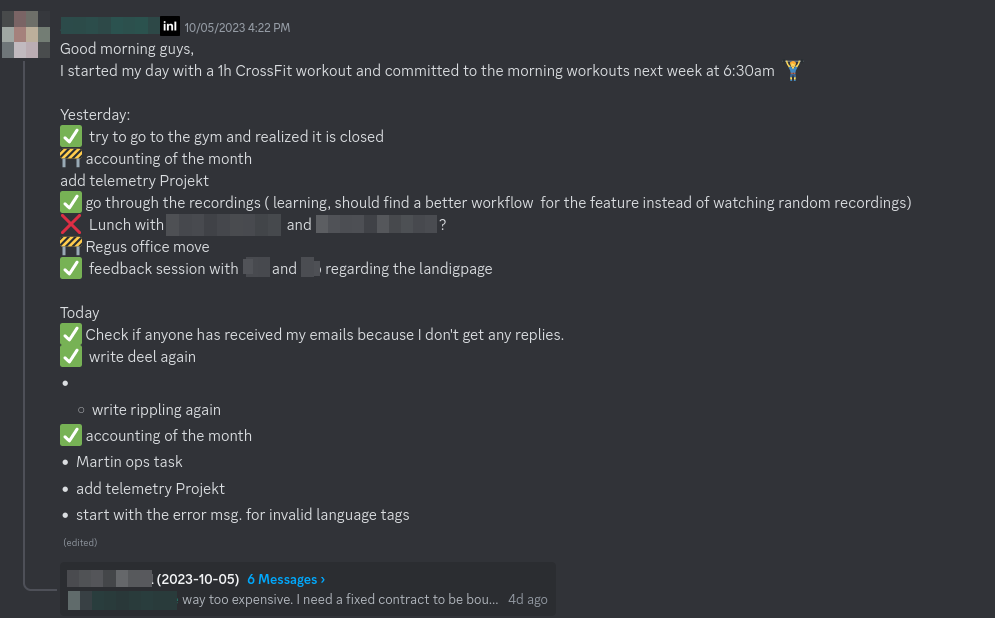 inl 10/05/2023 4:22 PM
Good morning guys,
I started my day with a 1h CrossFit workout and committed to the morning workouts next week at 6:30am
Yesterday:
try to go to the gym and realized it is closed
accounting of the month
add telemetry Projekt
go through the recordings ( learning, should find a better workflow for the feature instead of watching random recordings)
Lunch with and ?
Regus office move
feedback session with and regarding the landigpage
Today
Check if anyone has received my emails because I don't get any replies.
write deel again
write rippling again
accounting of the month
Martin ops task
add telemetry Projekt
start with the error msg. for invalid language tags
(edited)
(2023-10-05) 6 Messages ›
way too expensive. I need a fixed contract to be bou... 4d ago